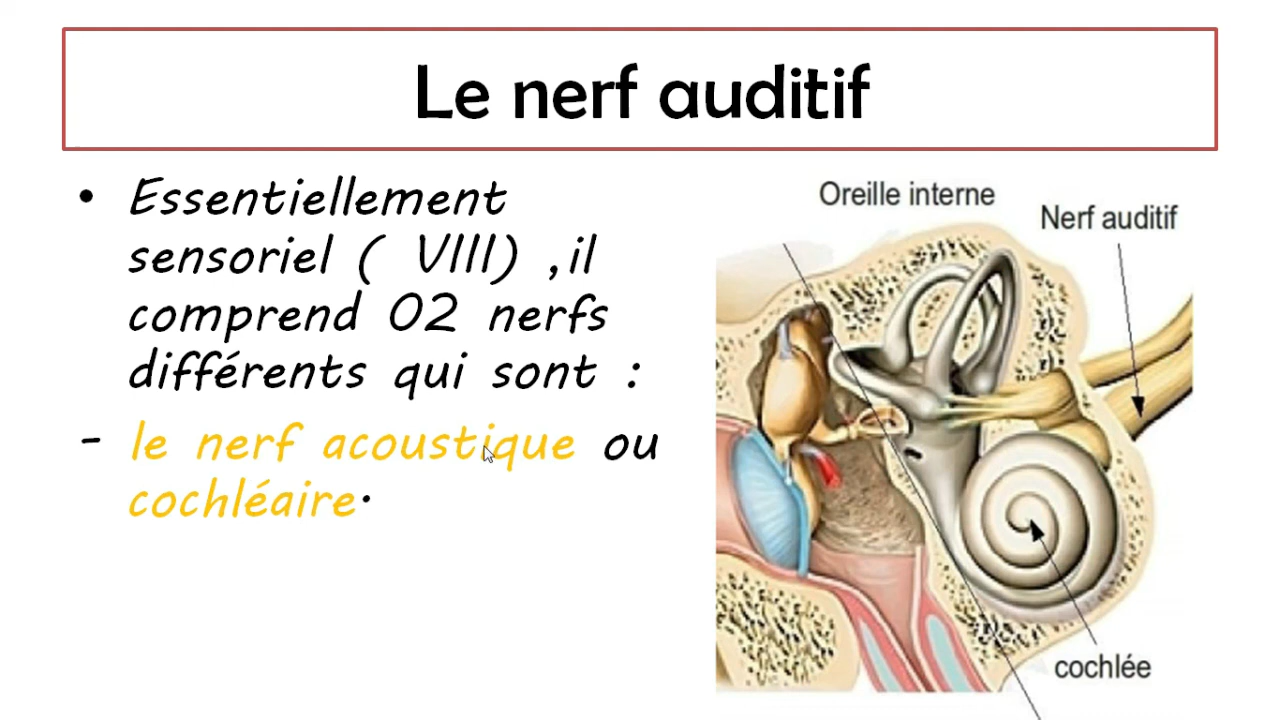 Le nerf auditif
• Essentiellement
sensoriel ( VIII) ,il
comprend 02 nerfs
différents qui sont :
- le nerf acoustique ou
cochléaire.
Oreille interne
Nerf auditif
cochlée